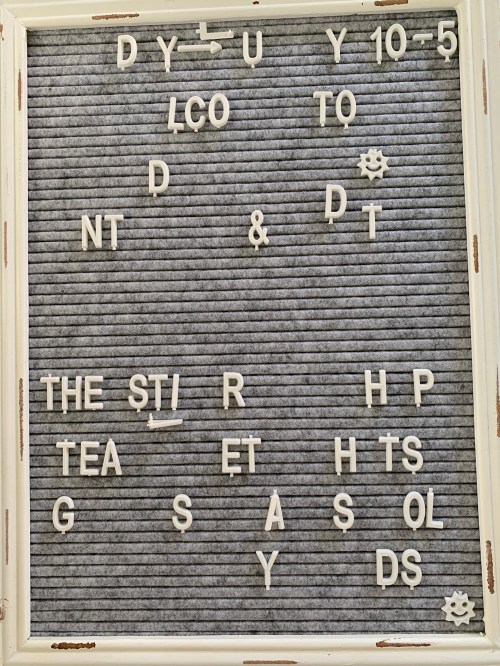 D Y → U Y 10-5
LCO TO
D
NT & D T
THE STI R H P
TEA ET H TS
G S A S OL
Y DS